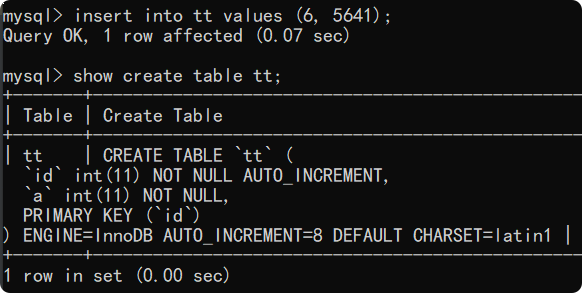 mysql> insert into tt values (6, 5641);
Query OK, 1 row affected (0.07 sec)
mysql> show create table tt;
+-------+--------------------------------------------
| Table | Create Table
+-------+--------------------------------------------
| tt    | CREATE TABLE `tt` (
  `id` int(11) NOT NULL AUTO_INCREMENT,
  `a` int(11) NOT NULL,
  PRIMARY KEY (`id`)
) ENGINE=InnoDB AUTO_INCREMENT=8 DEFAULT CHARSET=latin1 |
+-------+--------------------------------------------
1 row in set (0.00 sec)